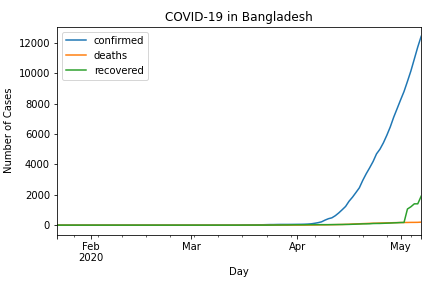 COVID-19 in Bangladesh
confirmed
deaths
recovered
12000
10000
8000
6000
4000
2000
0
Number of Cases
Feb
2020
Mar
Apr
May
Day